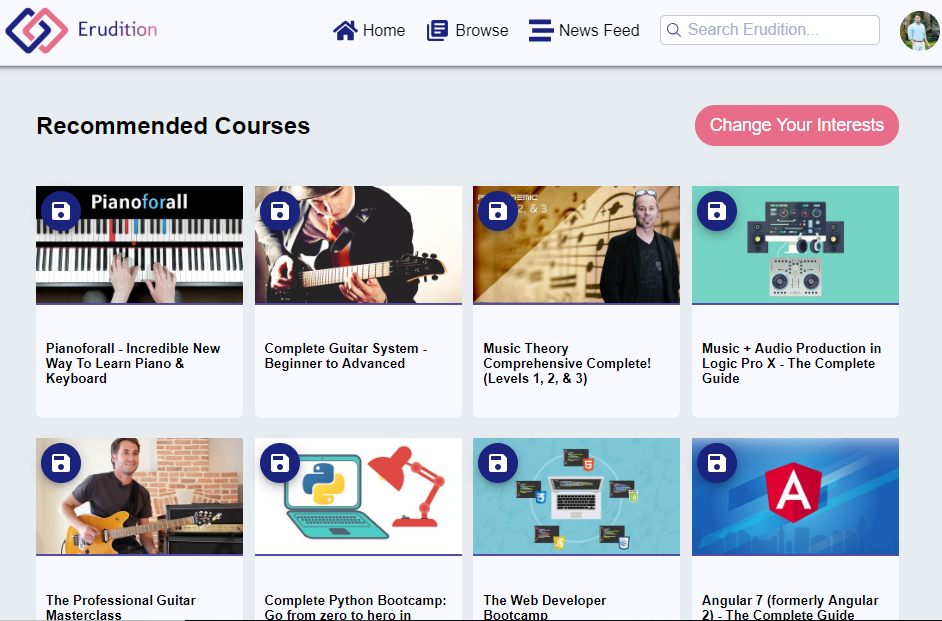 Erudition
Home
Browse
News Feed
Search Erudition...
Recommended Courses
Change Your Interests
Pianoforall
2, & 3
Pianoforall - Incredible New
Way To Learn Piano &
Keyboard
Complete Guitar System -
Beginner to Advanced
Music Theory
Comprehensive Complete!
(Levels 1, 2, & 3)
Music + Audio Production in
Logic Pro X - The Complete
Guide
A
The Professional Guitar
Masterclass
Complete Python Bootcamp:
Go from zero to hero in
The Web Developer
Bootcamp
Angular 7 (formerly Angular
2) - The Complete Guide